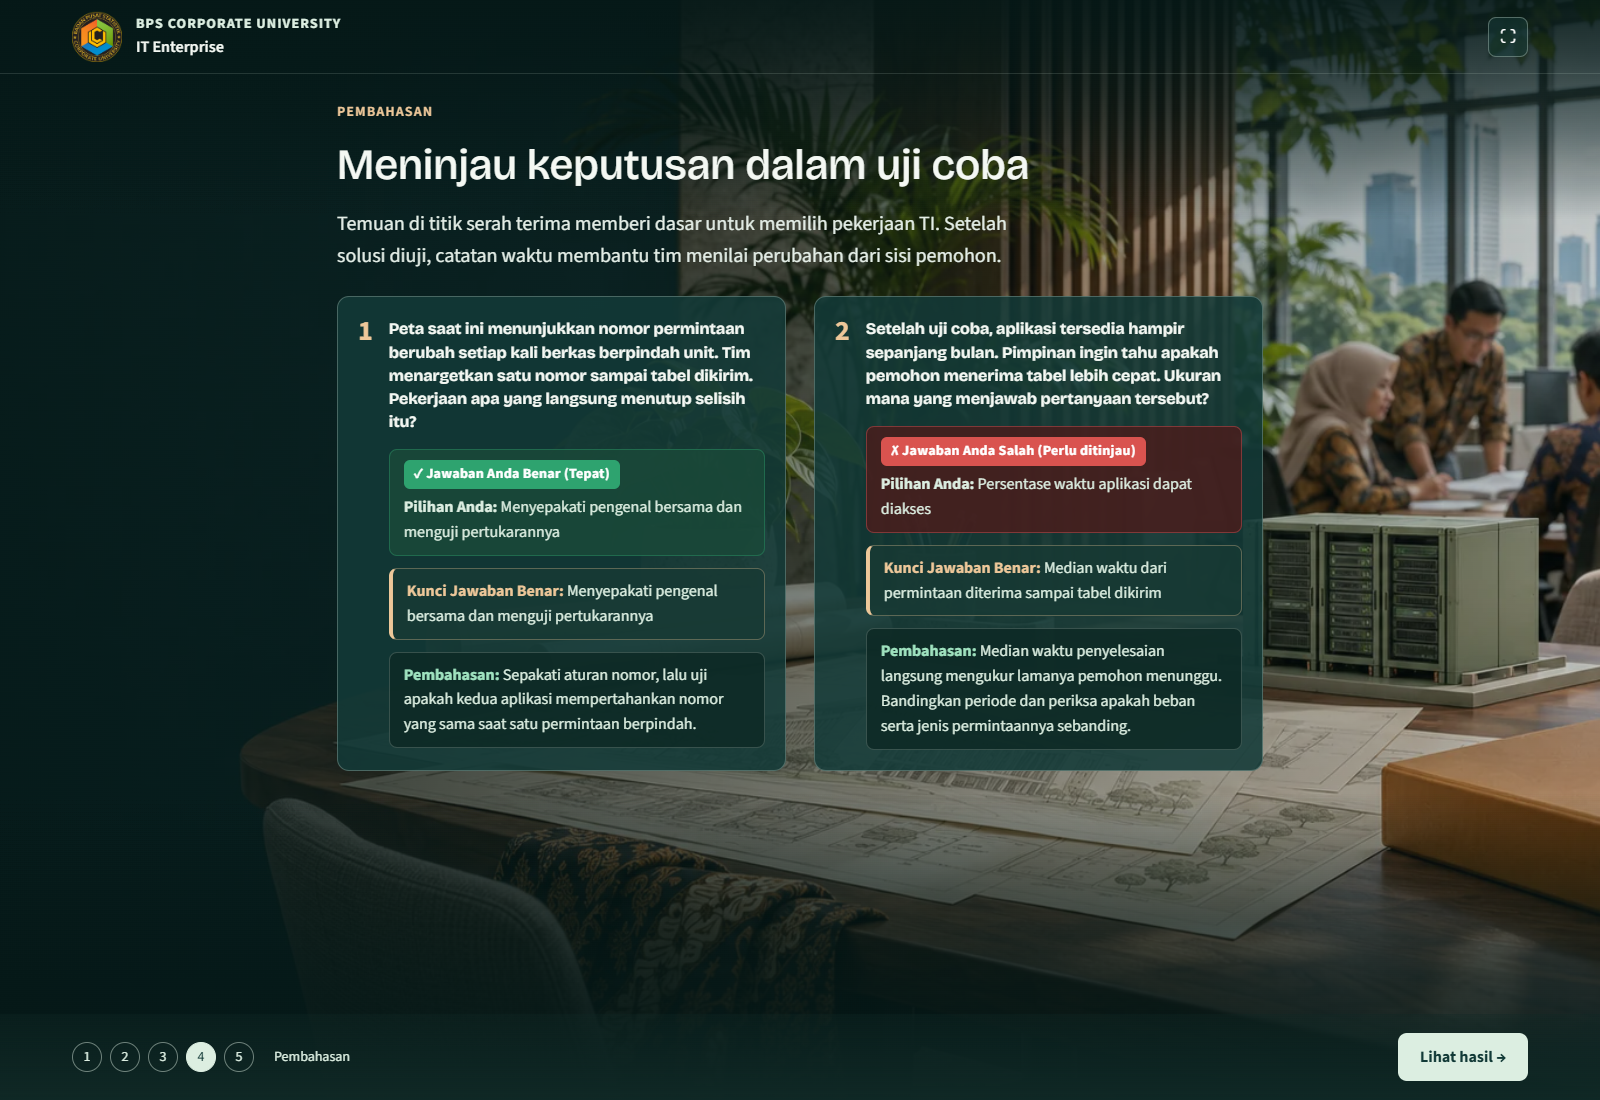 BPS CORPORATE UNIVERSITY
IT Enterprise
PEMBAHASAN
Meninjau keputusan dalam uji coba
Temuan di titik serah terima memberi dasar untuk memilih pekerjaan TI. Setelah
solusi diuji, catatan waktu membantu tim menilai perubahan dari sisi pemohon.
1
Peta saat ini menunjukkan nomor permintaan
berubah setiap kali berkas berpindah unit. Tim
menargetkan satu nomor sampai tabel dikirim.
Pekerjaan apa yang langsung menutup selisih
itu?
✓ Jawaban Anda Benar (Tepat)
Pilihan Anda: Menyepakati pengenal bersama dan
menguji pertukarannya
Kunci Jawaban Benar: Menyepakati pengenal
bersama dan menguji pertukarannya
Pembahasan: Sepakati aturan nomor, lalu uji
apakah kedua aplikasi mempertahankan nomor
yang sama saat satu permintaan berpindah.
2
Setelah uji coba, aplikasi tersedia hampir
sepanjang bulan. Pimpinan ingin tahu apakah
pemohon menerima tabel lebih cepat. Ukuran
mana yang menjawab pertanyaan tersebut?
✗ Jawaban Anda Salah (Perlu ditinjau)
Pilihan Anda: Persentase waktu aplikasi dapat
diakses
Kunci Jawaban Benar: Median waktu dari
permintaan diterima sampai tabel dikirim
Pembahasan: Median waktu penyelesaian
langsung mengukur lamanya pemohon menunggu.
Bandingkan periode dan periksa apakah beban
serta jenis permintaannya sebanding.
1 2 3 4 5 Pembahasan
Lihat hasil →